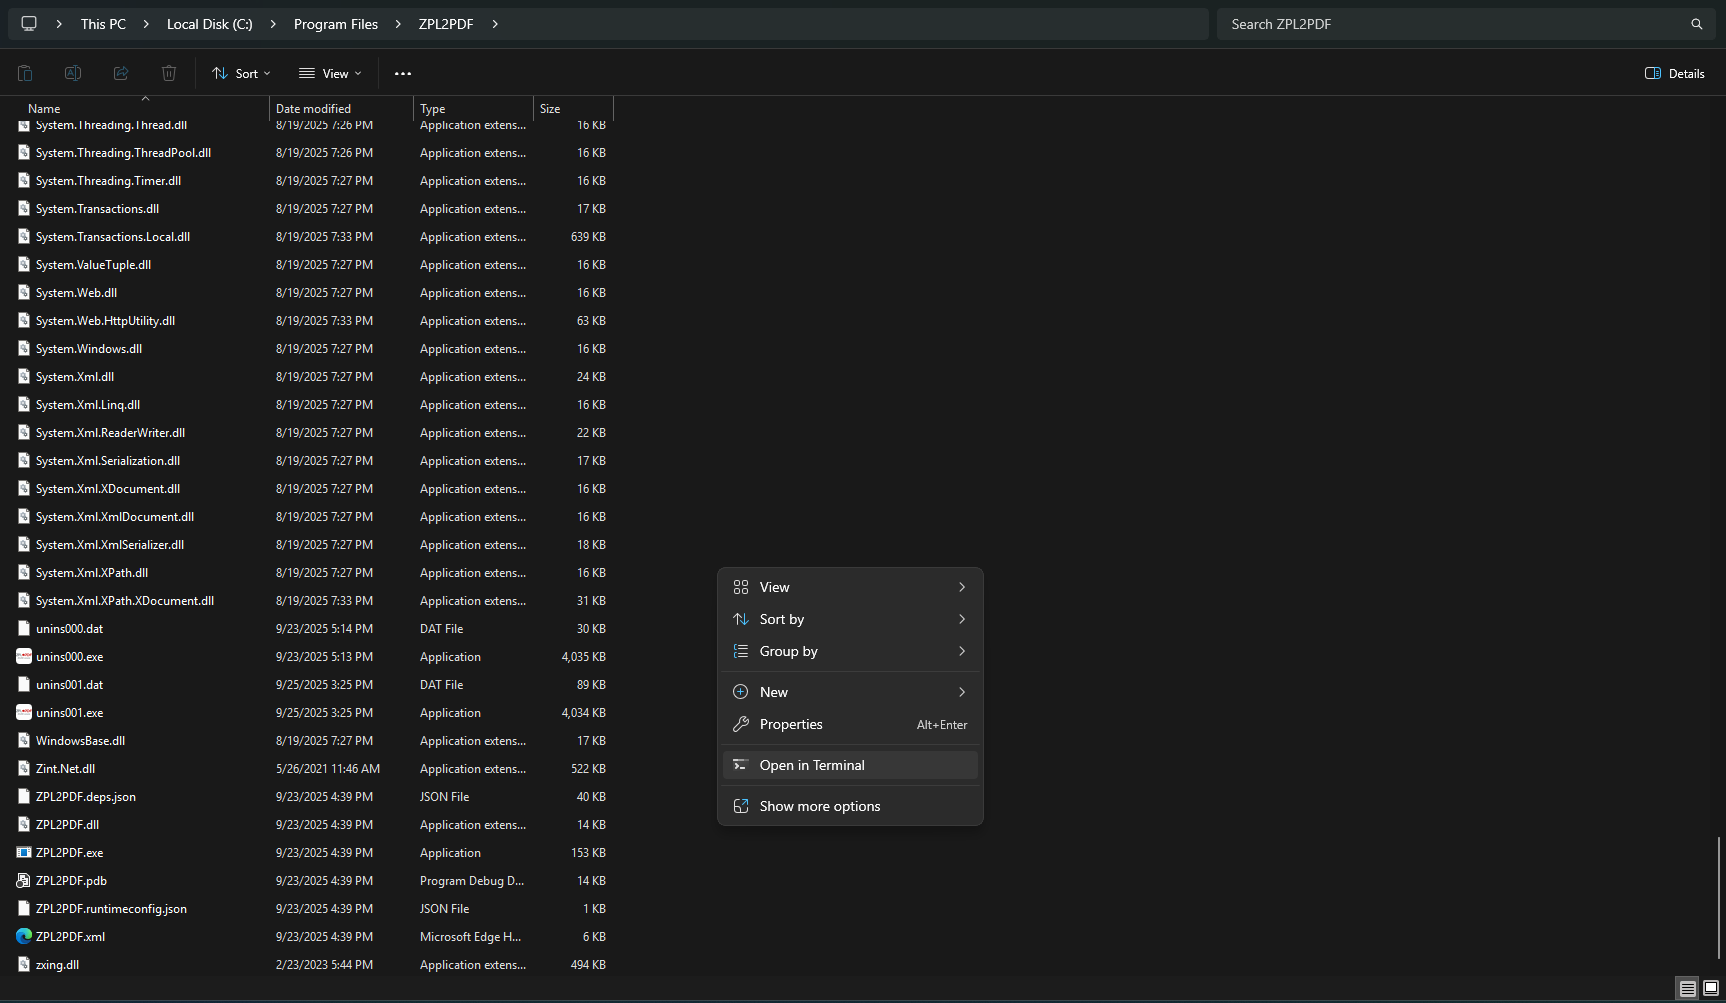 This PC > Local Disk (C:) > Program Files > ZPL2PDF >
Search ZPL2PDF
Sort
View
Details
Name Date modified Type Size
System.Threading.Thread.dll 8/19/2025 7:26 PM Application extens... 16 KB
System.Threading.ThreadPool.dll 8/19/2025 7:26 PM Application extens... 16 KB
System.Threading.Timer.dll 8/19/2025 7:27 PM Application extens... 16 KB
System.Transactions.dll 8/19/2025 7:27 PM Application extens... 17 KB
System.Transactions.Local.dll 8/19/2025 7:33 PM Application extens... 639 KB
System.ValueTuple.dll 8/19/2025 7:27 PM Application extens... 16 KB
System.Web.dll 8/19/2025 7:27 PM Application extens... 16 KB
System.Web.HttpUtility.dll 8/19/2025 7:33 PM Application extens... 63 KB
System.Windows.dll 8/19/2025 7:27 PM Application extens... 16 KB
System.Xml.dll 8/19/2025 7:27 PM Application extens... 24 KB
System.Xml.Linq.dll 8/19/2025 7:27 PM Application extens... 16 KB
System.Xml.ReaderWriter.dll 8/19/2025 7:27 PM Application extens... 22 KB
System.Xml.Serialization.dll 8/19/2025 7:27 PM Application extens... 17 KB
System.Xml.XDocument.dll 8/19/2025 7:27 PM Application extens... 16 KB
System.Xml.XmlDocument.dll 8/19/2025 7:27 PM Application extens... 16 KB
System.Xml.XmlSerializer.dll 8/19/2025 7:27 PM Application extens... 18 KB
System.Xml.XPath.dll 8/19/2025 7:27 PM Application extens... 16 KB
System.Xml.XPath.XDocument.dll 8/19/2025 7:33 PM Application extens... 31 KB
unins000.dat 9/23/2025 5:14 PM DAT File 30 KB
unins000.exe 9/23/2025 5:13 PM Application 4,035 KB
unins001.dat 9/25/2025 3:25 PM DAT File 89 KB
unins001.exe 9/25/2025 3:25 PM Application 4,034 KB
WindowsBase.dll 8/19/2025 7:27 PM Application extens... 17 KB
Zint.Net.dll 5/26/2021 11:46 AM Application extens... 522 KB
ZPL2PDF.deps.json 9/23/2025 4:39 PM JSON File 40 KB
ZPL2PDF.dll 9/23/2025 4:39 PM Application extens... 14 KB
ZPL2PDF.exe 9/23/2025 4:39 PM Application 153 KB
ZPL2PDF.pdb 9/23/2025 4:39 PM Program Debug D... 14 KB
ZPL2PDF.runtimeconfig.json 9/23/2025 4:39 PM JSON File 1 KB
ZPL2PDF.xml 9/23/2025 4:39 PM Microsoft Edge H... 6 KB
zxing.dll 2/23/2023 5:44 PM Application extens... 494 KB
View
Sort by
Group by
New
Properties Alt+Enter
Open in Terminal
Show more options